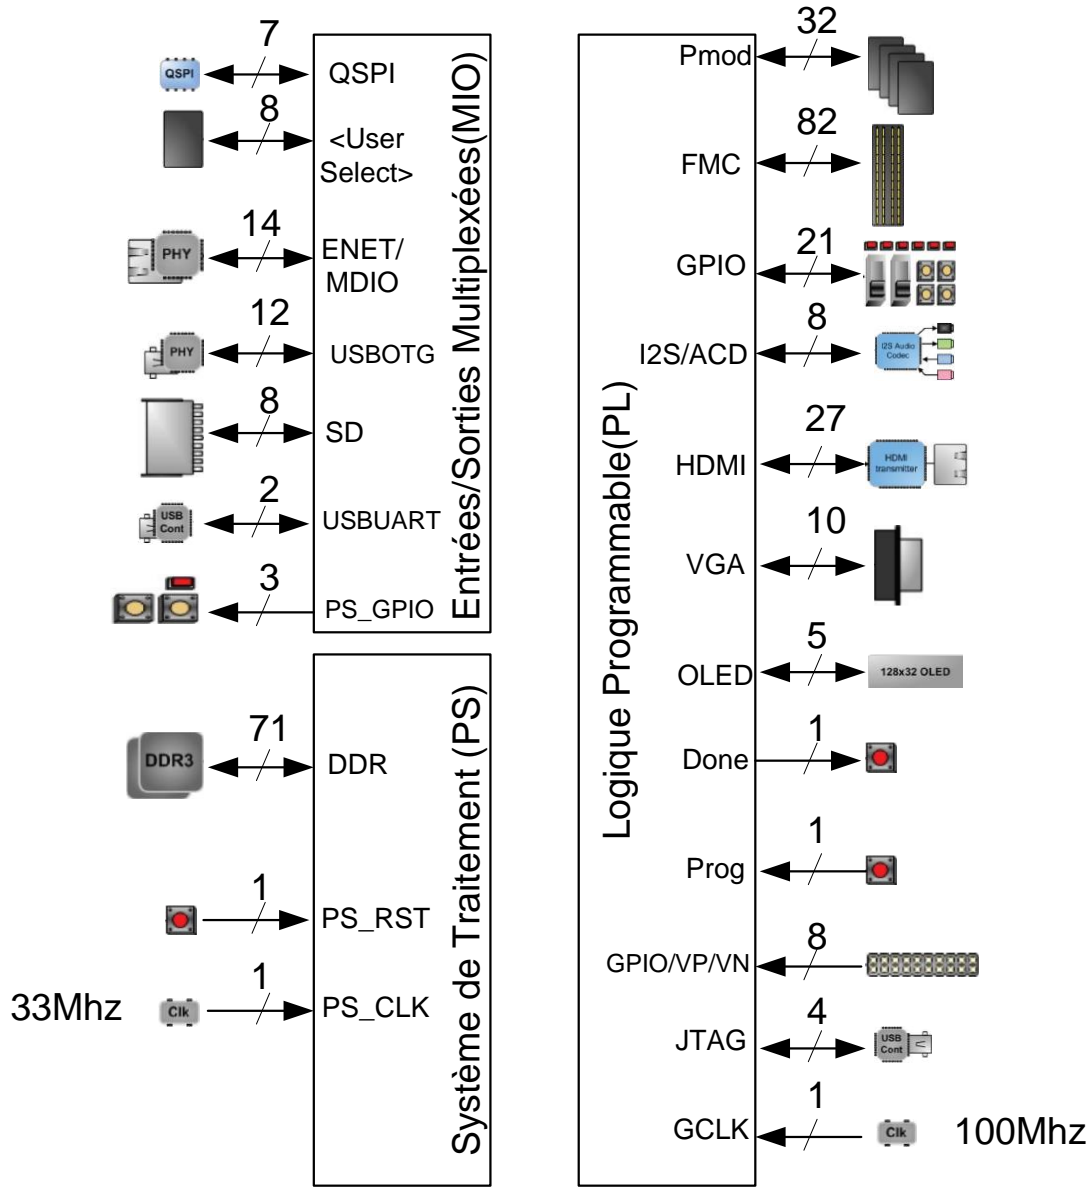 7
QSPI
QSPI
8
<User
Select>
14
PHY
ENET/
MDIO
12
PHY
USBOTG
8
SD
2
USB
Cont
USBUART
3
PS_GPIO
Entrées/Sorties Multiplexées(MIO)
71
DDR3
DDR
1
PS_RST
1
33Mhz
Clk
PS_CLK
Système de Traitement (PS)
Logique Programmable(PL)
32
Pmod
82
FMC
21
GPIO
8
I2S/ACD
I2S Audio
Codec
27
HDMI
HDMI
transmitter
10
VGA
5
OLED
128x32 OLED
1
Done
1
Prog
8
GPIO/VP/VN
4
JTAG
USB
Cont
1
GCLK
Clk
100Mhz